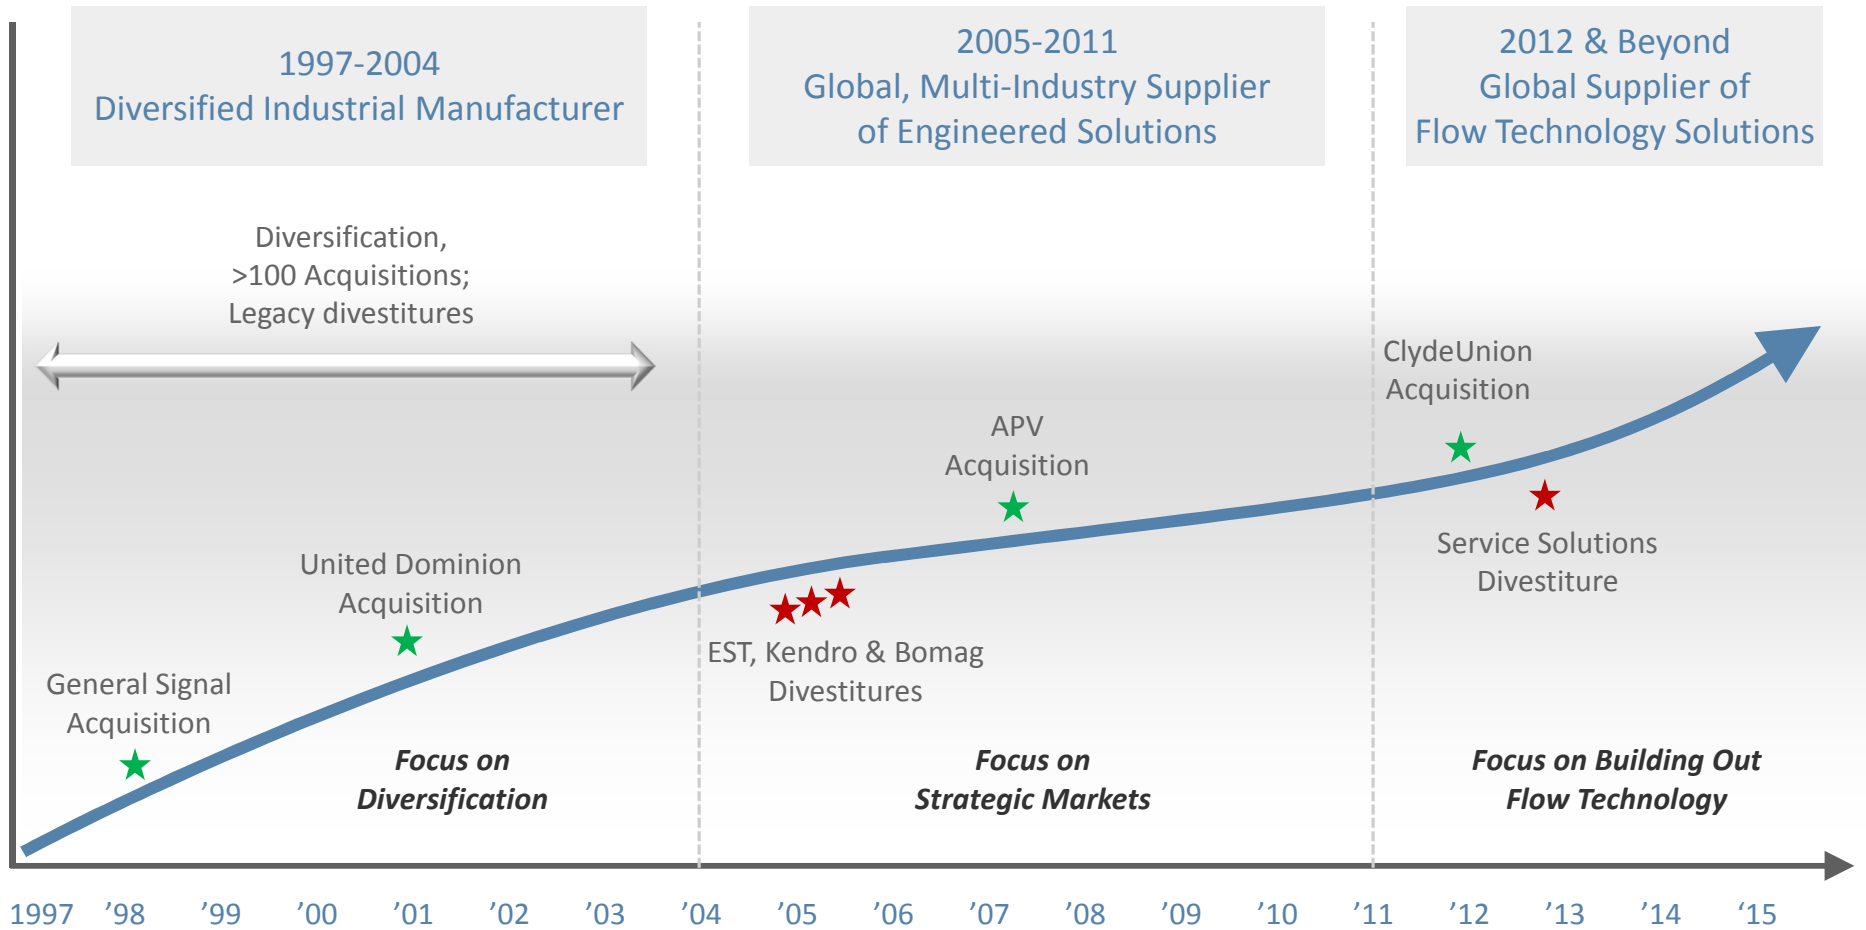 1997-2004
Diversified Industrial Manufacturer
2005-2011
Global, Multi-Industry Supplier
of Engineered Solutions
2012 & Beyond
Global Supplier of
Flow Technology Solutions
Diversification,
>100 Acquisitions;
Legacy divestitures
ClydeUnion
Acquisition
APV
Acquisition
Service Solutions
Divestiture
United Dominion
Acquisition
EST, Kendro & Bomag
Divestitures
General Signal
Acquisition
Focus on
Diversification
Focus on
Strategic Markets
Focus on Building Out
Flow Technology
1997 ’98 ’99 ’00 ’01 ’02 ’03 ’04 ’05 ’06 ’07 ’08 ’09 ’10 ’11 ’12 ’13 ’14 ‘15